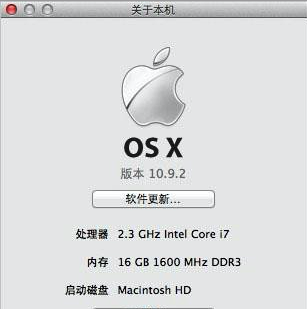 关于本机
OS X
版本 10.9.2
软件更新...
处理器 2.3 GHz Intel Core i7
内存 16 GB 1600 MHz DDR3
启动磁盘 Macintosh HD